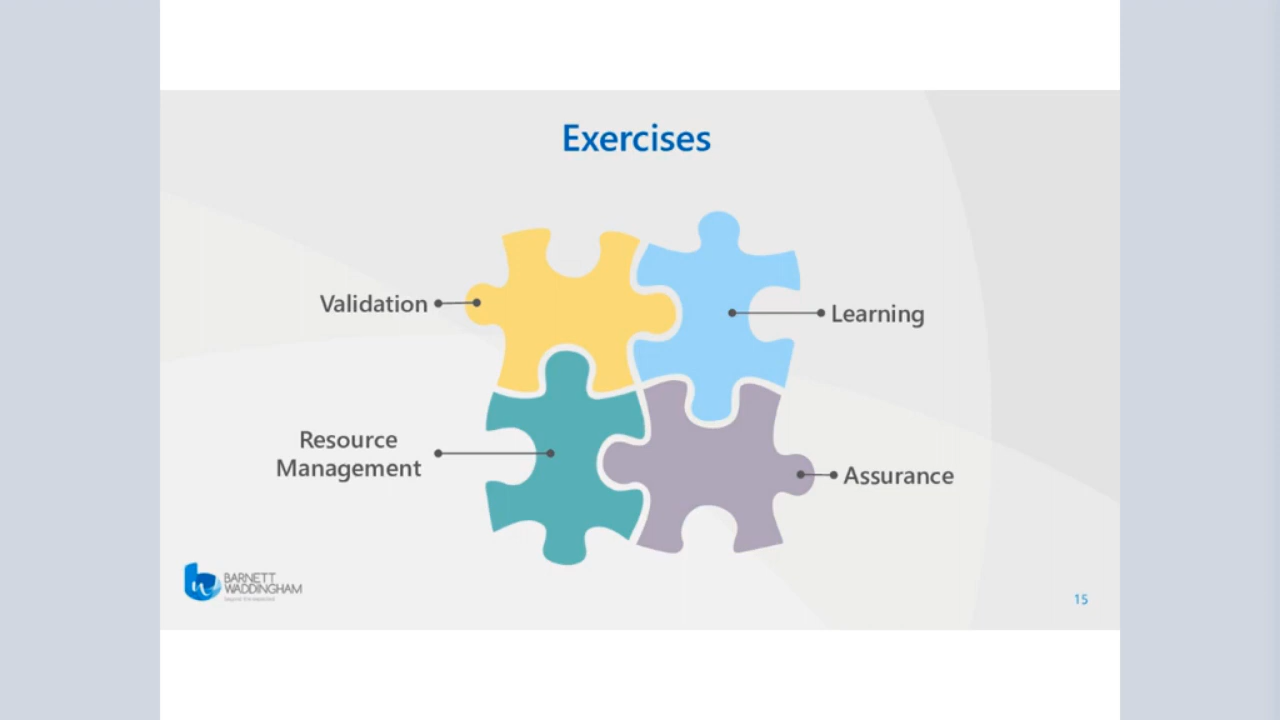 Exercises
Validation
Learning
Resource
Management
Assurance
BARNETT
WADDINGHAM
15